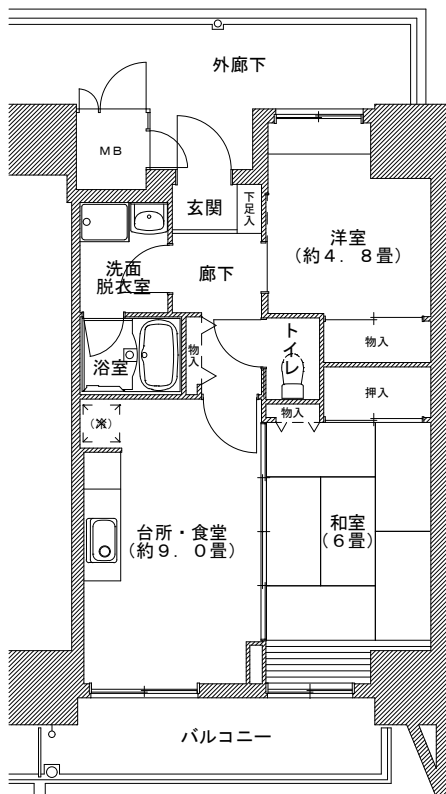 外廊下
MB
玄関
下足入
洋室
（約4．8畳）
洗面
脱衣室
廊下
トイレ
物入
物入
浴室
押入
物入
（冷）
台所・食堂
（約9．0畳）
和室
（6畳）
バルコニー